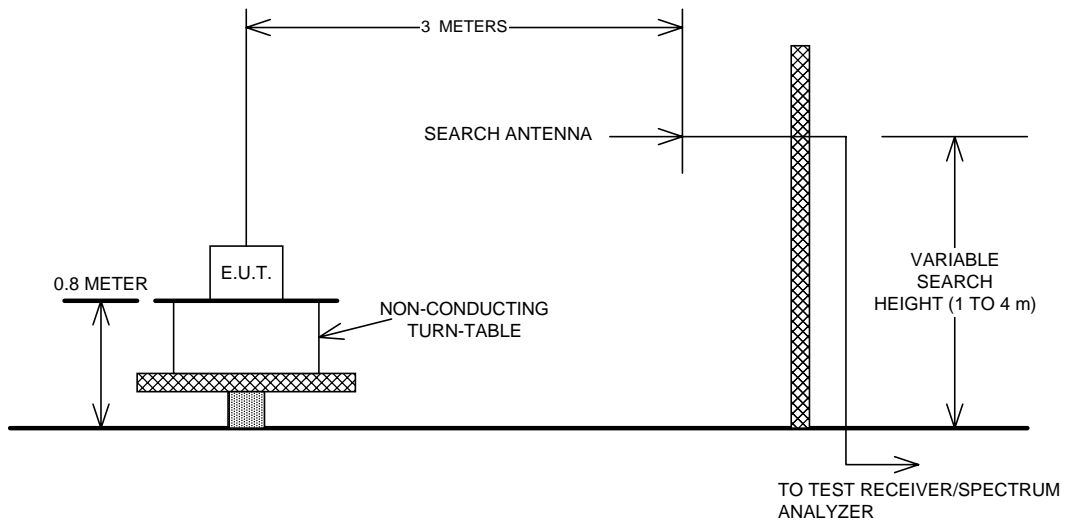 3 METERS
SEARCH ANTENNA
E.U.T.
0.8 METER
NON-CONDUCTING
TURN-TABLE
VARIABLE
SEARCH
HEIGHT (1 TO 4 m)
TO TEST RECEIVER/SPECTRUM
ANALYZER